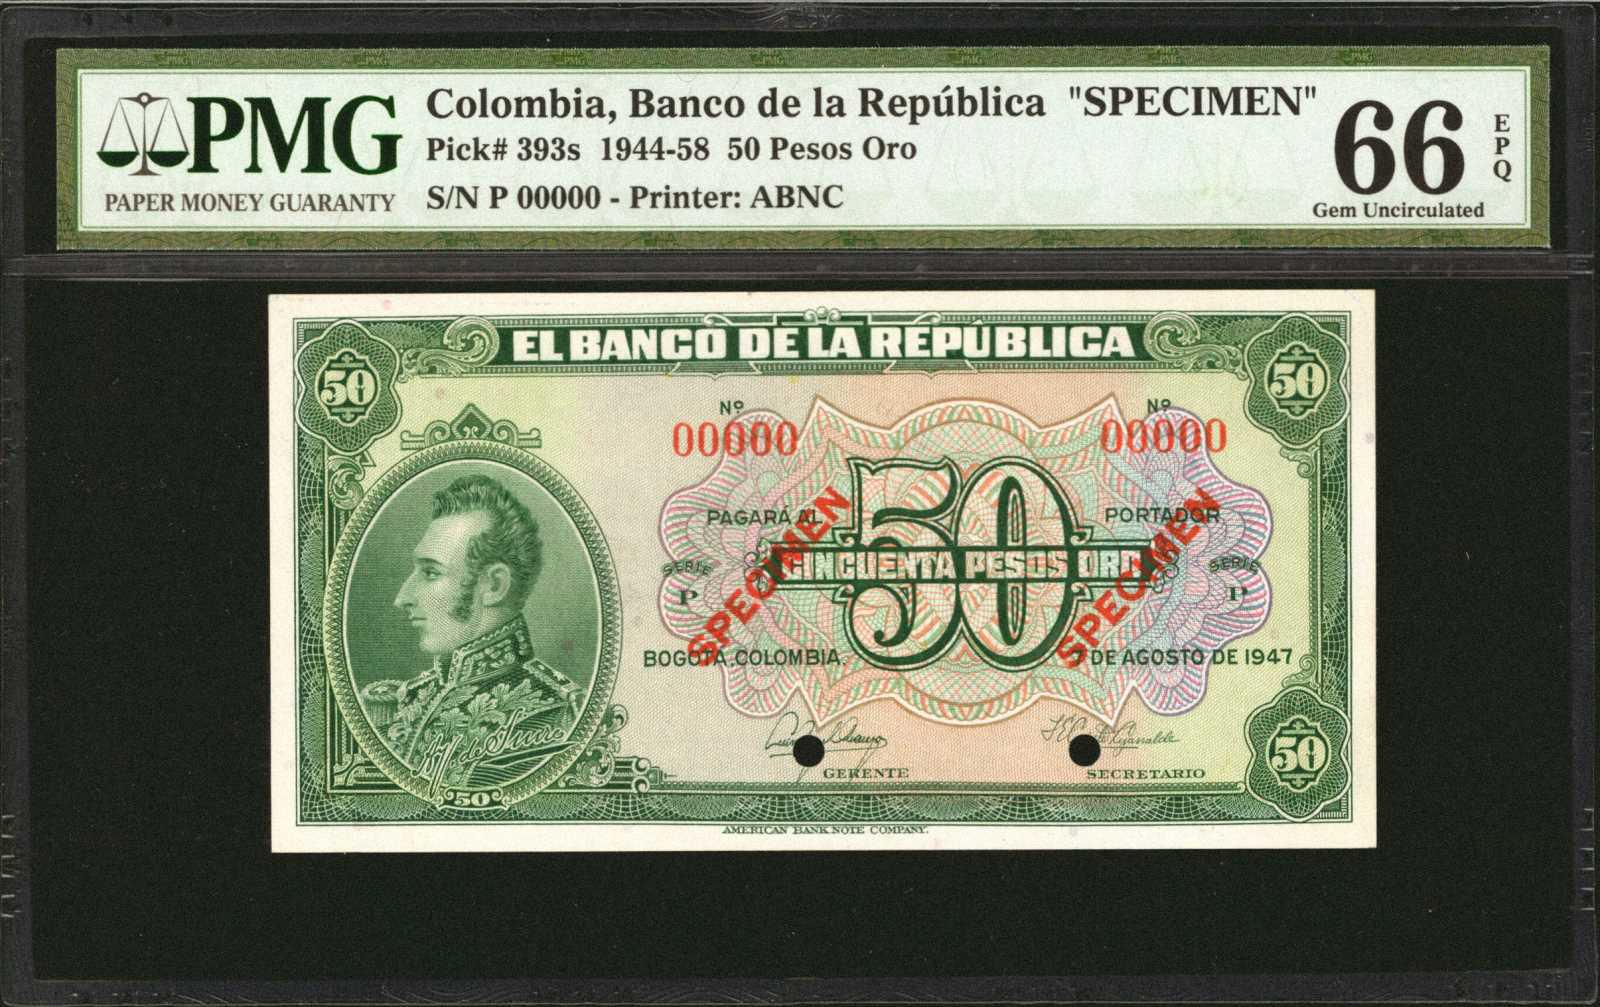 PMG
PAPER MONEY GUARANTY
Colombia, Banco de la República "SPECIMEN"
Pick# 393s 1944-58 50 Pesos Oro
S/N P 00000 - Printer: ABNC
66
EPQ
Gem Uncirculated
EL BANCO DE LA REPÚBLICA
50
50
Nº
Nº
00000
00000
50
PAGARÁ AL
PORTADOR
SPECIMEN
SPECIMEN
CINCUENTA PESOS ORO
SERIE
P
SERIE
P
BOGOTÁ, COLOMBIA,
7 DE AGOSTO DE 1947
GERENTE
SECRETARIO
50
50
AMERICAN BANK NOTE COMPANY.